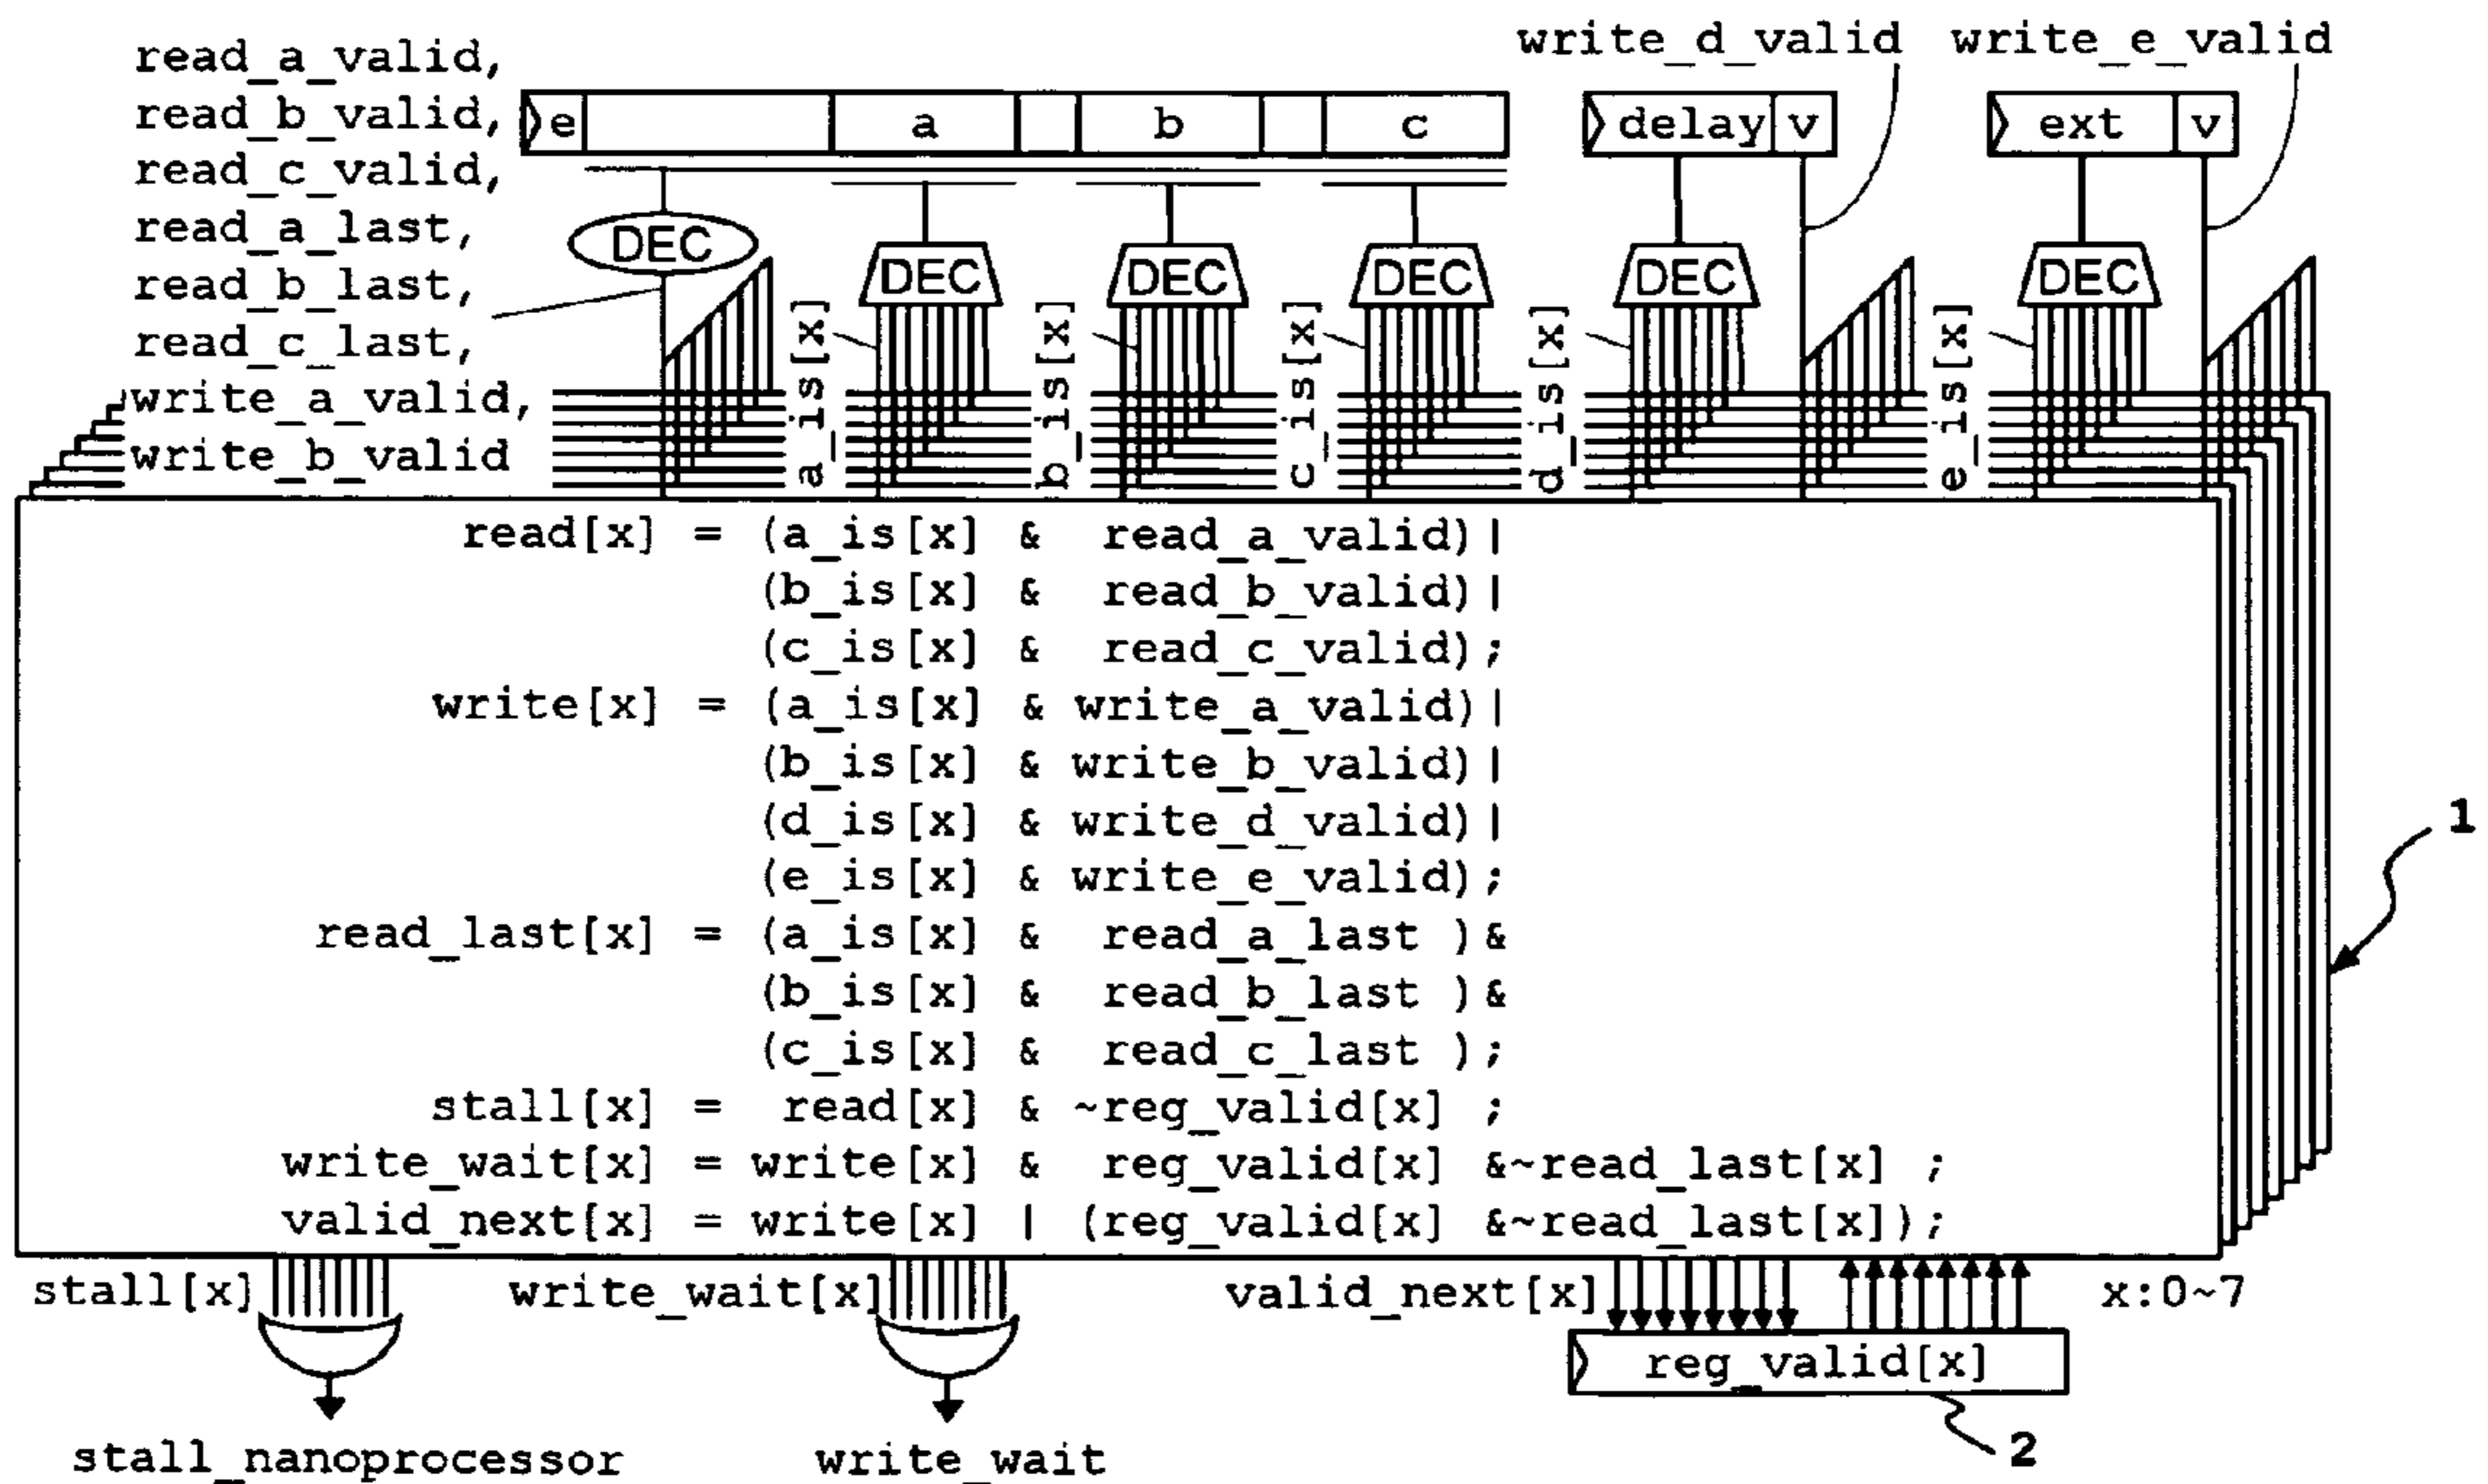 write_d_valid write_e_valid
read_a_valid,
read_b_valid,
read_c_valid,
read_a_last,
read_b_last,
read_c_last,
write_a_valid,
write_b_valid
e a b c delay v ext v
DEC DEC DEC DEC DEC DEC
a_is[x] b_is[x] c_is[x] d_is[x] e_is[x]
read[x] = (a_is[x] & read_a_valid)|
(b_is[x] & read_b_valid)|
(c_is[x] & read_c_valid);
write[x] = (a_is[x] & write_a_valid)|
(b_is[x] & write_b_valid)|
(d_is[x] & write_d_valid)|
(e_is[x] & write_e_valid);
read_last[x] = (a_is[x] & read_a_last )&
(b_is[x] & read_b_last )&
(c_is[x] & read_c_last );
stall[x] = read[x] & ~reg_valid[x] ;
write_wait[x] = write[x] & reg_valid[x] &~read_last[x] ;
valid_next[x] = write[x] | (reg_valid[x] &~read_last[x]);
1
stall[x] write_wait[x] valid_next[x] x:0~7
reg_valid[x]
2
stall_nanoprocessor write_wait